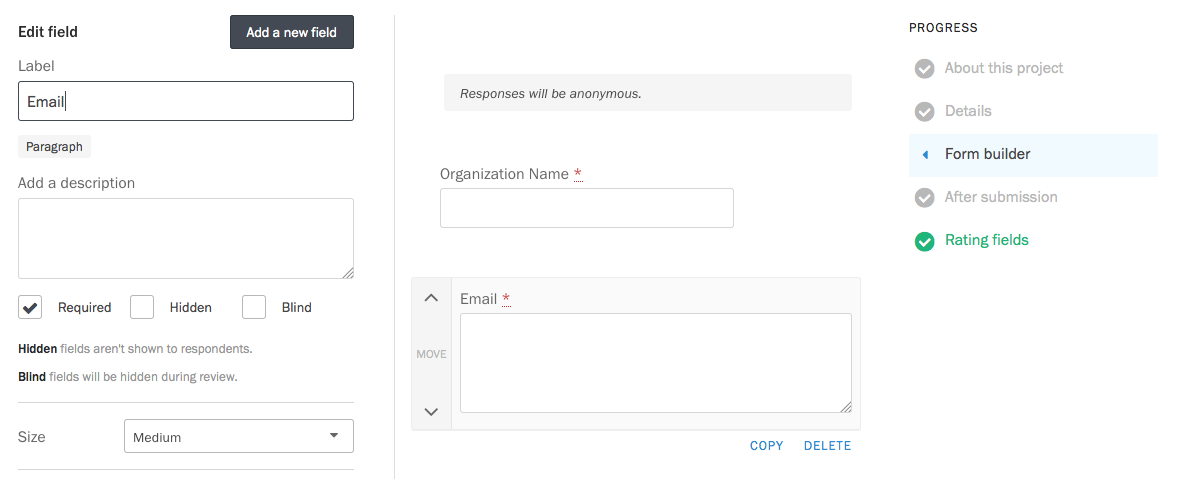 Edit field
Add a new field
Label
Email
Paragraph
Add a description
Required
Hidden
Blind
Hidden fields aren't shown to respondents.
Blind fields will be hidden during review.
Size
Medium
Responses will be anonymous.
Organization Name *
MOVE
Email *
COPY
DELETE
PROGRESS
About this project
Details
Form builder
After submission
Rating fields